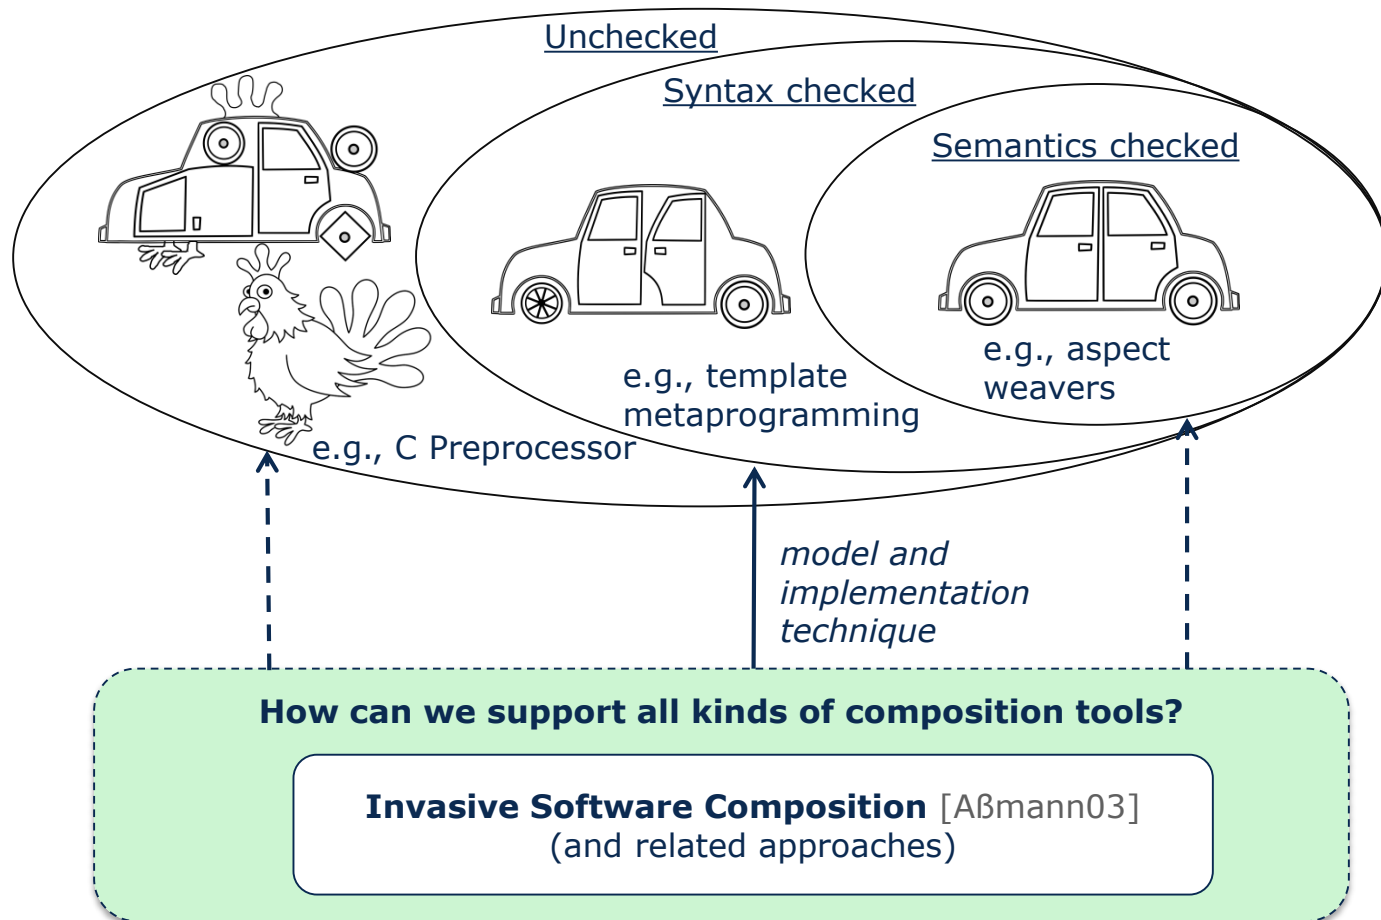 Unchecked
Syntax checked
Semantics checked
e.g., aspect
weavers
e.g., template
metaprogramming
e.g., C Preprocessor
model and
implementation
technique
How can we support all kinds of composition tools?
Invasive Software Composition [Aßmann03]
(and related approaches)